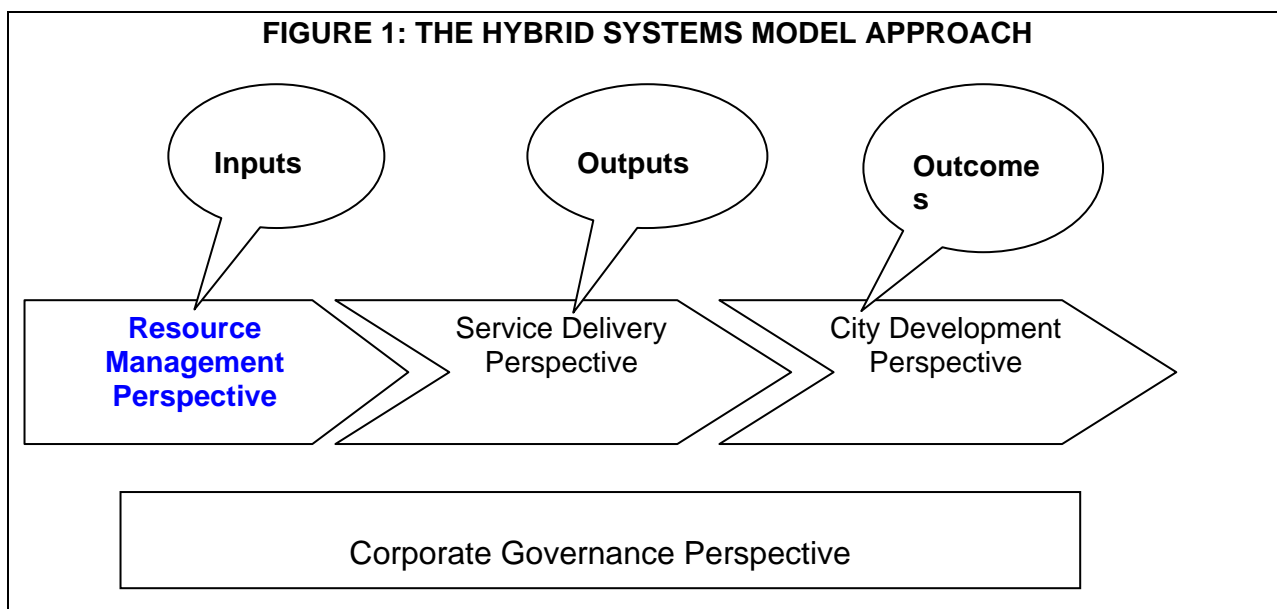 FIGURE 1: THE HYBRID SYSTEMS MODEL APPROACH
Inputs
Outputs
Outcome
s
Resource
Management
Perspective
Service Delivery
Perspective
City Development
Perspective
Corporate Governance Perspective